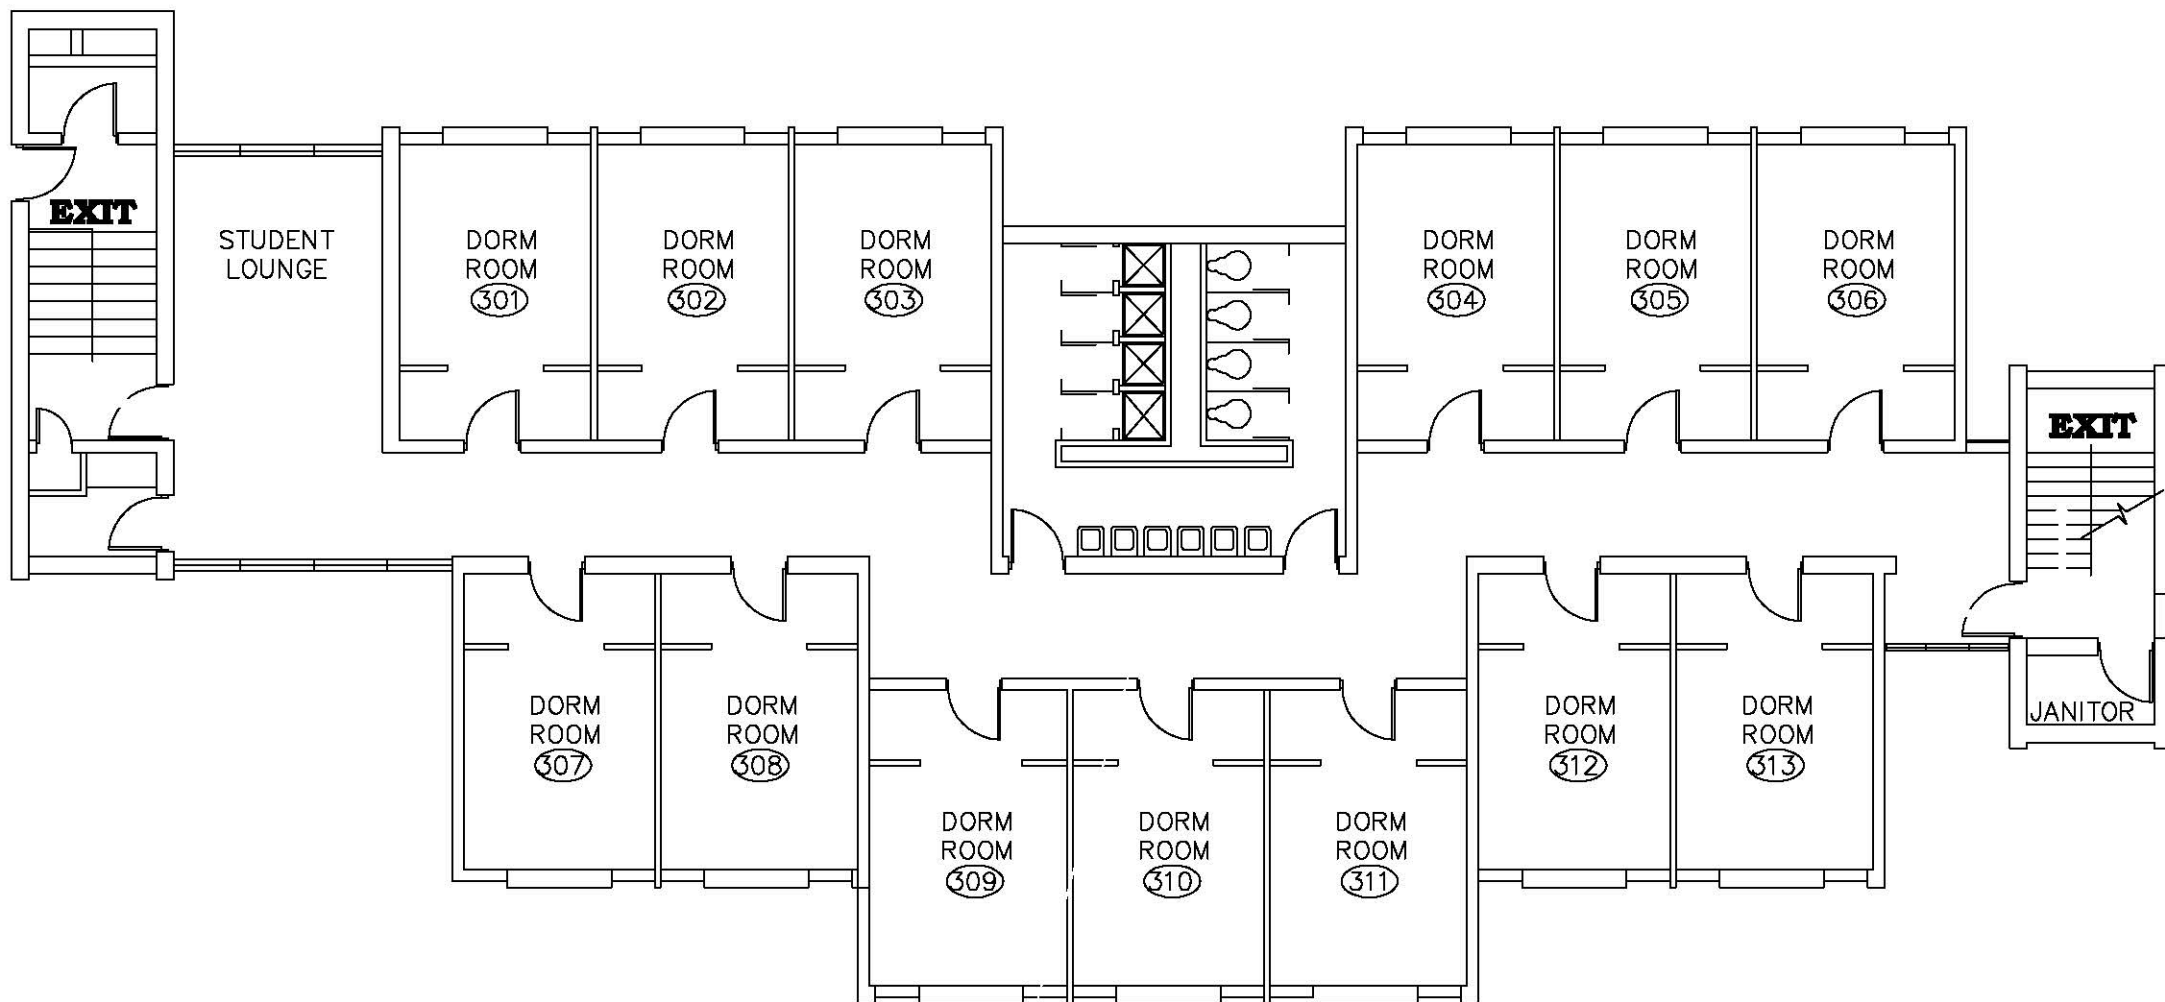 EXIT
STUDENT
LOUNGE
DORM
ROOM
301
DORM
ROOM
302
DORM
ROOM
303
DORM
ROOM
304
DORM
ROOM
305
DORM
ROOM
306
EXIT
DORM
ROOM
307
DORM
ROOM
308
DORM
ROOM
309
DORM
ROOM
310
DORM
ROOM
311
DORM
ROOM
312
DORM
ROOM
313
JANITOR